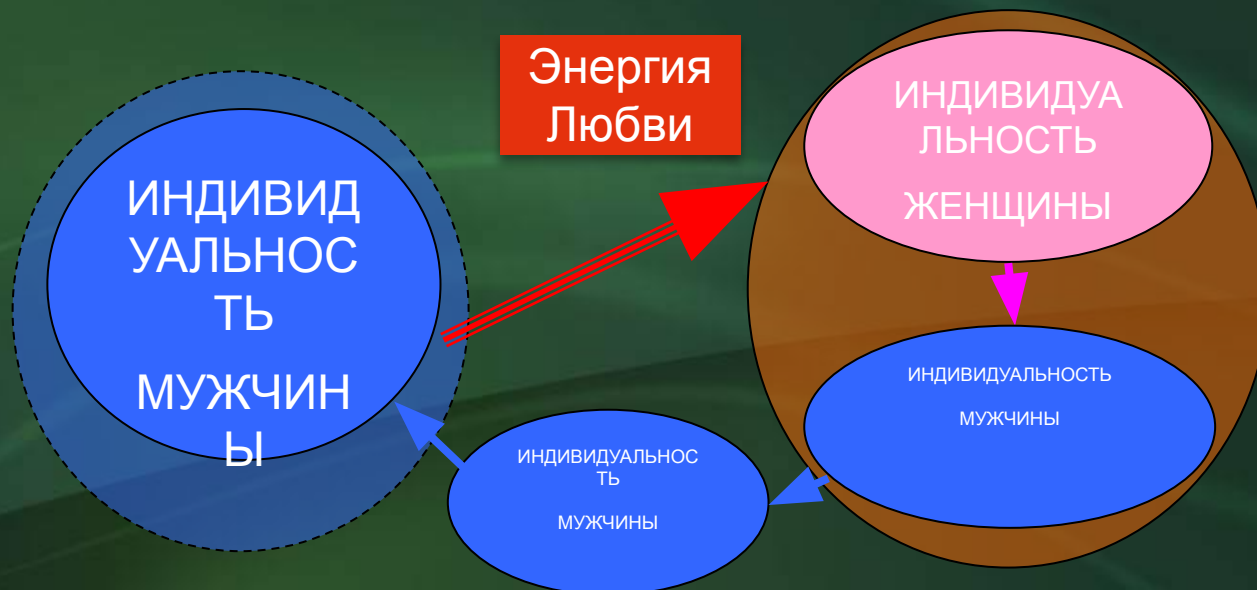 Энергия
Любви
ИНДИВИД
УАЛЬНОС
ТЬ
МУЖЧИН
Ы
ИНДИВИДУА
ЛЬНОСТЬ
ЖЕНЩИНЫ
ИНДИВИДУАЛЬНОСТЬ
МУЖЧИНЫ
ИНДИВИДУАЛЬНОС
ТЬ
МУЖЧИНЫ